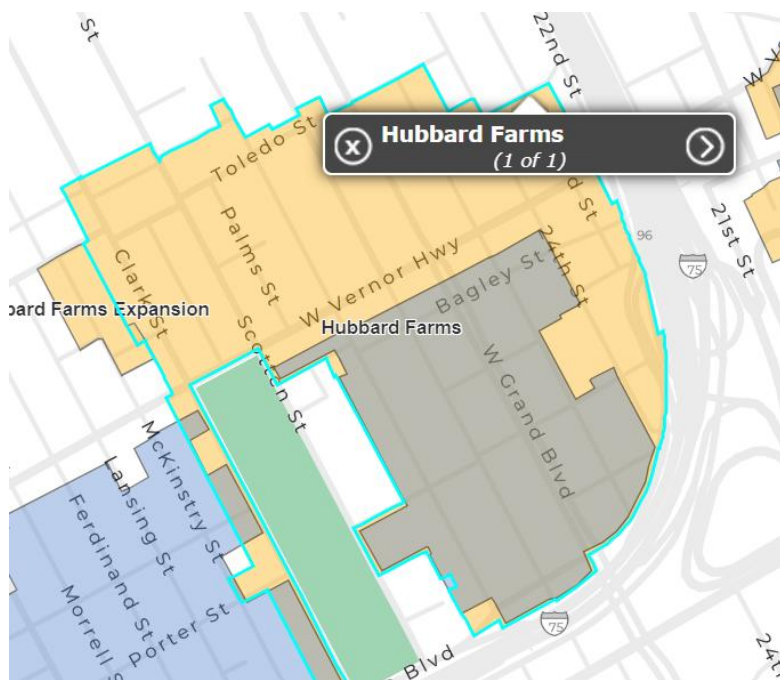 St
22nd St
W V
Hubbard Farms
(1 of 1)
Toledo St
d St
21st St
96
75
Palms St
24th St
W Vernor Hwy
Bagley St
Clark St
bard Farms Expansion
Hubbard Farms
Scotten St
W Grand Blvd
McKinstry St
Lansing St
Ferdinand St
Morrell S
Porter St
75
Blvd
24th